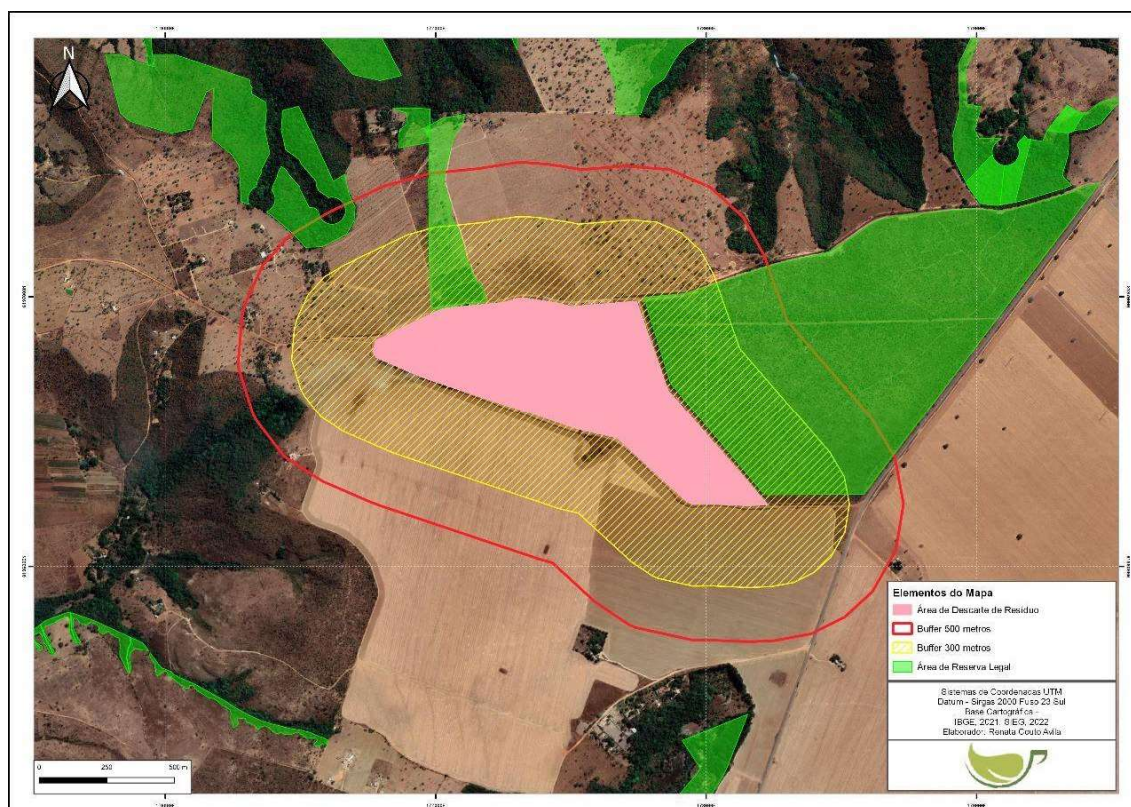 N
Elementos do Mapa
Área de Descarte de Resíduo
Buffer 500 metros
Buffer 300 metros
Área de Reserva Legal
Sistemas de Coordenadas UTM
Datum - Sirgas 2000 Fuso 23 Sul
Base Cartográfica -
IBGE, 2021; SIEG, 2022
Elaborador: Renata Couto Avila
0 250 500 m